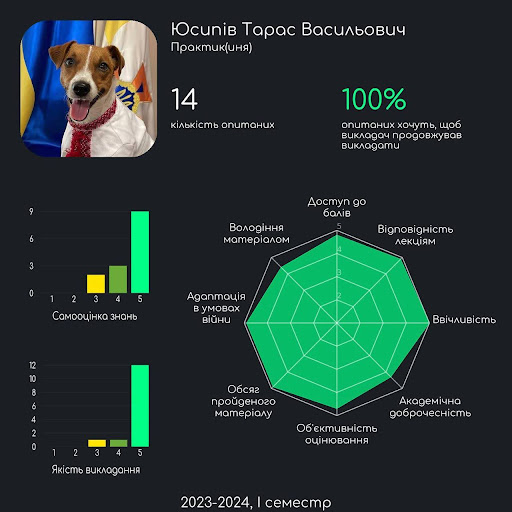 Юсипів Тарас Васильович
Практик(иня)
14
кількість опитаних
100%
опитаних хочуть, щоб
викладач продовжував
викладати
9
6
3
0
1 2 3 4 5
Самооцінка знань
12
10
8
6
4
2
0
1 2 3 4 5
Якість викладання
Доступ до
балів
Відповідність
лекціям
Ввічливість
Академічна
доброчесність
Об'єктивність
оцінювання
Обсяг
пройденого
матеріалу
Адаптація
в умовах
війни
Володіння
матеріалом
5
4
3
2
2023-2024, I семестр